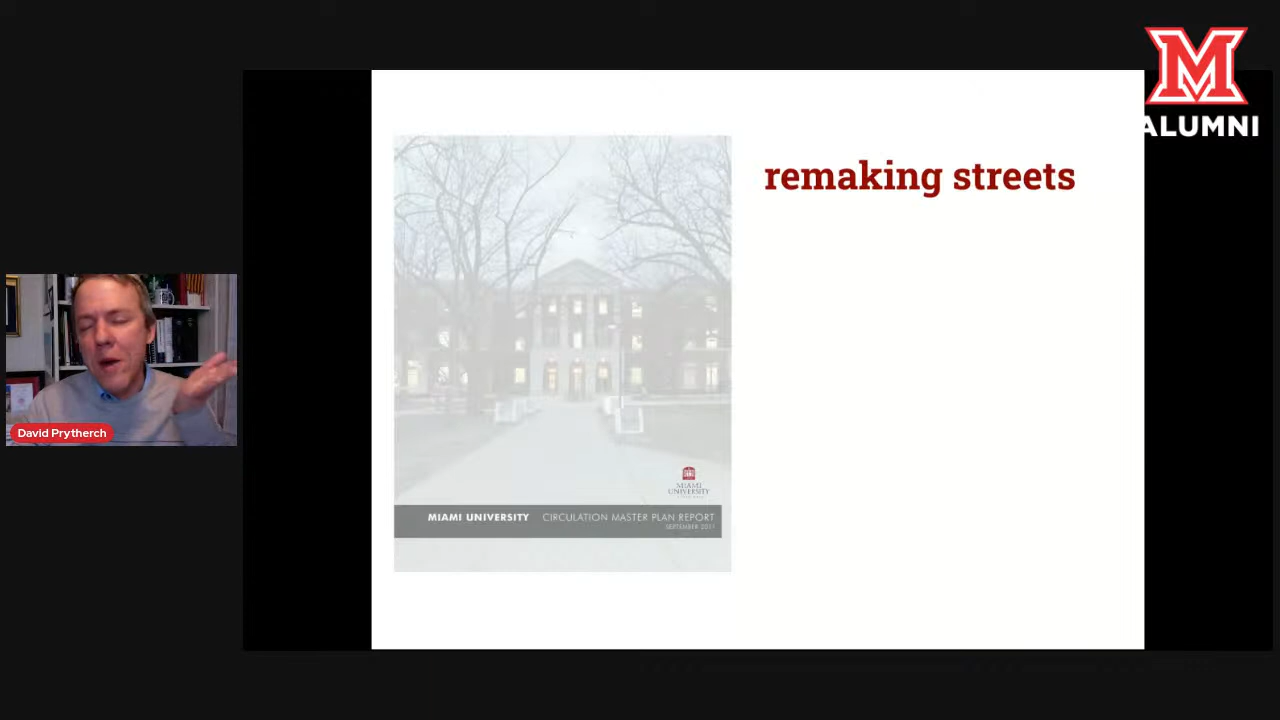 M
ALUMNI
remaking streets
David Prytherch
MIAMI
UNIVERSITY
MIAMI UNIVERSITY CIRCULATION MASTER PLAN REPORT
SEPTEMBER 2011